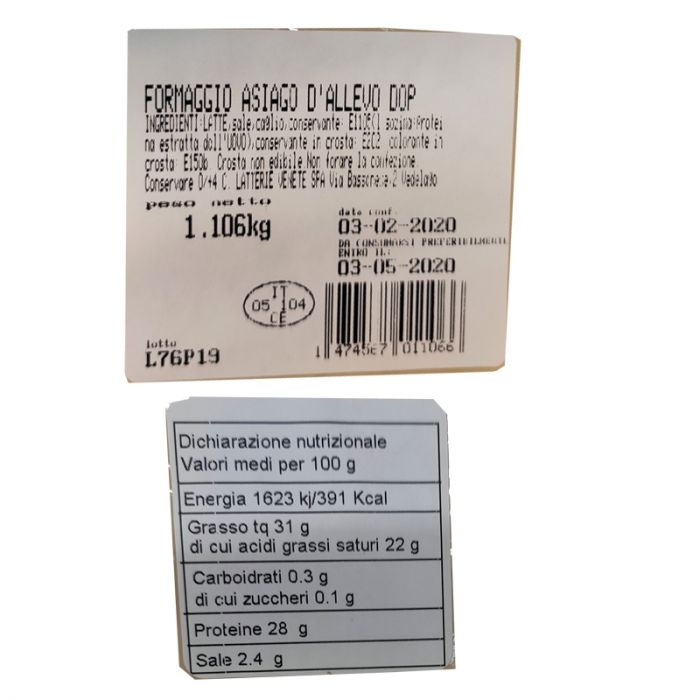 FORMAGGIO ASIAGO D'ALLEVO DOP
INGREDIENTI:LATTE,sale,caglio,conservante: E1105(
na estratta dall'UOVO),conservante in crosta: colorante in
crosta: E150b. Crosta non edibile.Non forare la confezione.
Conservare 0/+4 C. LATTERIE VENETE SPA Via 2 Vedelago
peso netto
1.106kg
data conf.
03-02-2020
DA CONSUMARSI PREFERIBILMENTE
ENTRO IL:
03-05-2020
IT
05 104
CE
lotto
L76P19
1 474567 011066
Dichiarazione nutrizionale
Valori medi per 100 g
Energia 1623 kj/391 Kcal
Grasso tq 31 g
di cui acidi grassi saturi 22 g
Carboidrati 0.3 g
di cui zuccheri 0.1 g
Proteine 28 g
Sale 2.4 g